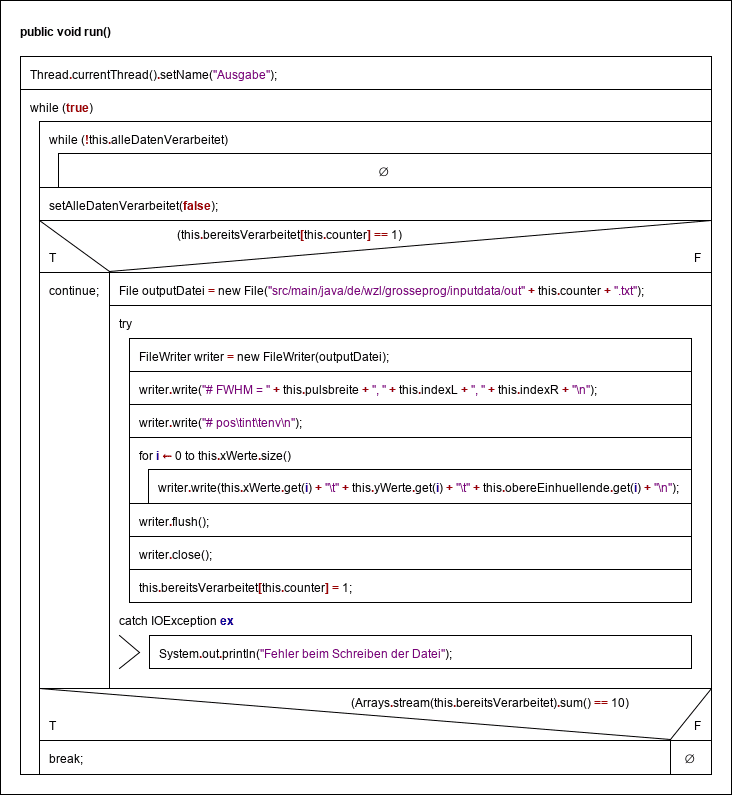 public void run()
Thread.currentThread().setName("Ausgabe");
while (true)
while (!this.alleDatenVerarbeitet)
∅
setAlleDatenVerarbeitet(false);
(this.bereitsVerarbeitet[this.counter] == 1)
T F
continue; File outputDatei = new File("src/main/java/de/wzl/grosseprog/inputdata/out" + this.counter + ".txt");
try
FileWriter writer = new FileWriter(outputDatei);
writer.write("# FWHM = " + this.pulsbreite + ", " + this.indexL + ", " + this.indexR + "\n");
writer.write("# pos\tint\tenv\n");
for i ← 0 to this.xWerte.size()
writer.write(this.xWerte.get(i) + "\t" + this.yWerte.get(i) + "\t" + this.obereEinhuellende.get(i) + "\n");
writer.flush();
writer.close();
this.bereitsVerarbeitet[this.counter] = 1;
catch IOException ex
System.out.println("Fehler beim Schreiben der Datei");
(Arrays.stream(this.bereitsVerarbeitet).sum() == 10)
T F
break; ∅